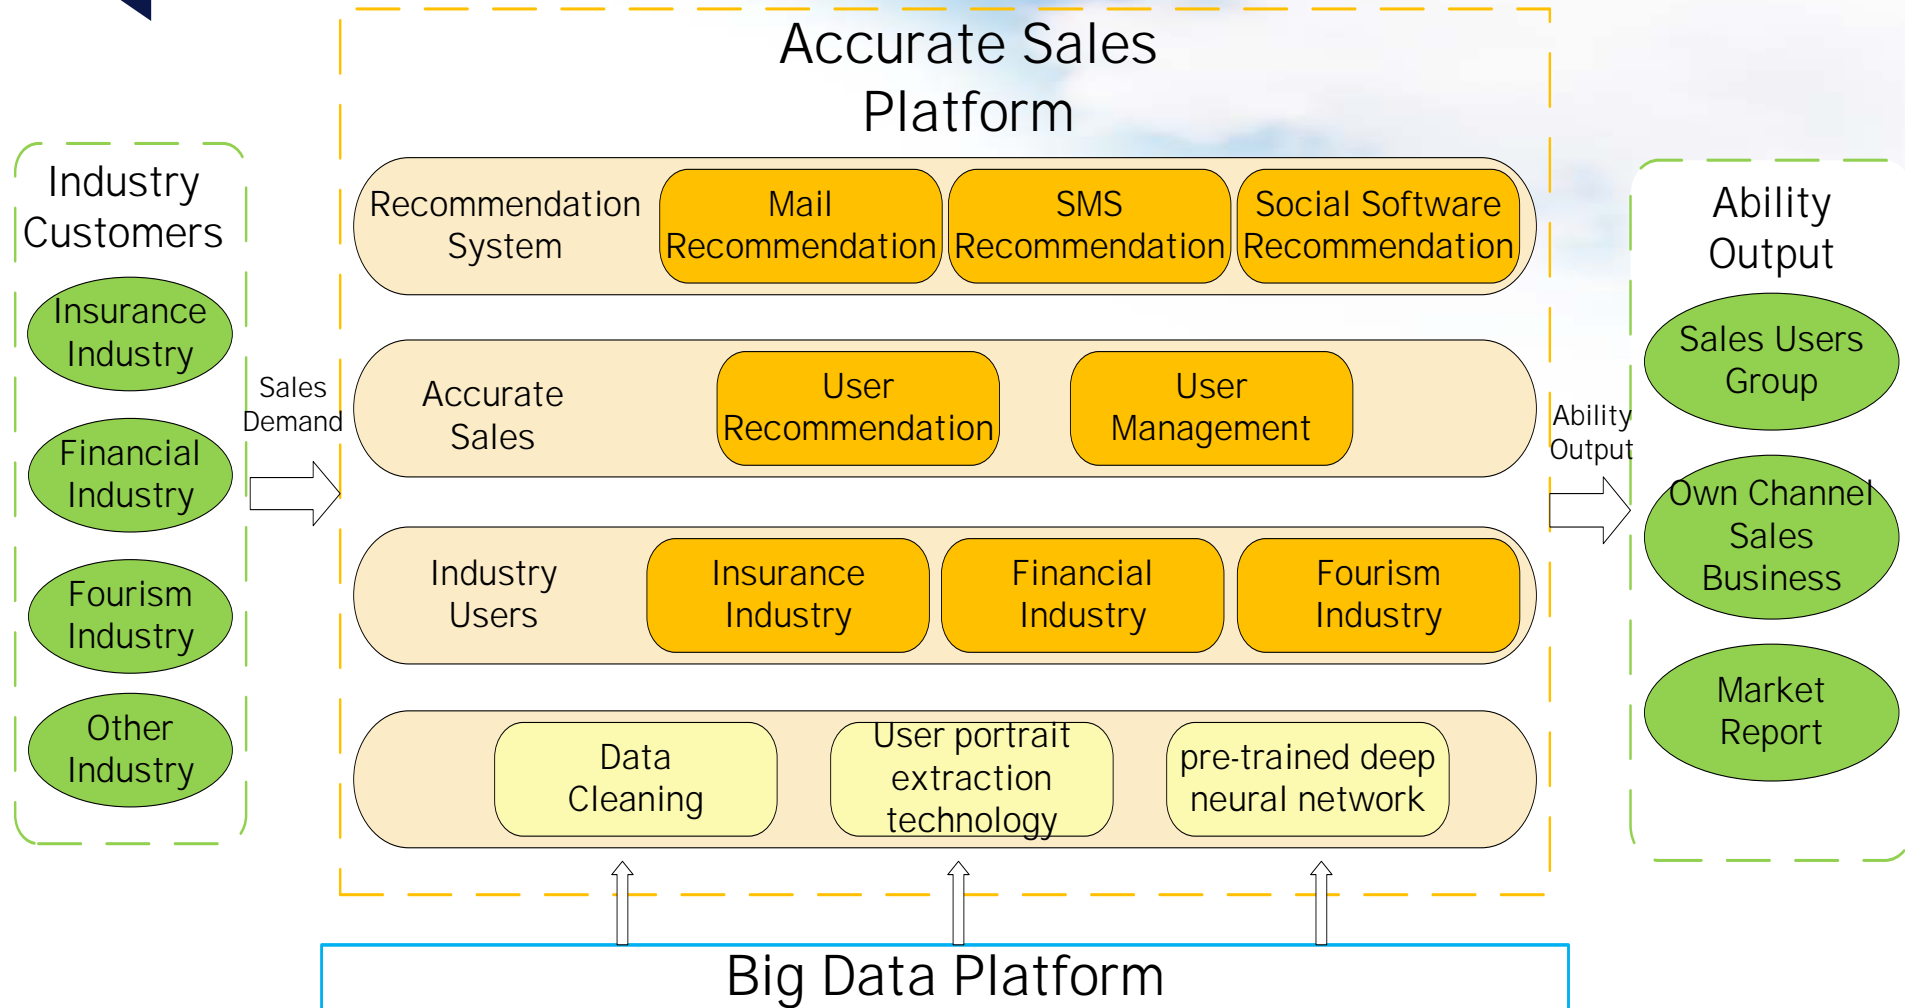 Accurate Sales
Platform
Industry
Customers
Insurance
Industry
Financial
Industry
Fourism
Industry
Other
Industry
Sales
Demand
Recommendation
System
Mail
Recommendation
SMS
Recommendation
Social Software
Recommendation
Accurate
Sales
User
Recommendation
User
Management
Industry
Users
Insurance
Industry
Financial
Industry
Fourism
Industry
Data
Cleaning
User portrait
extraction
technology
pre-trained deep
neural network
Big Data Platform
Ability
Output
Ability
Output
Sales Users
Group
Own Channel
Sales
Business
Market
Report